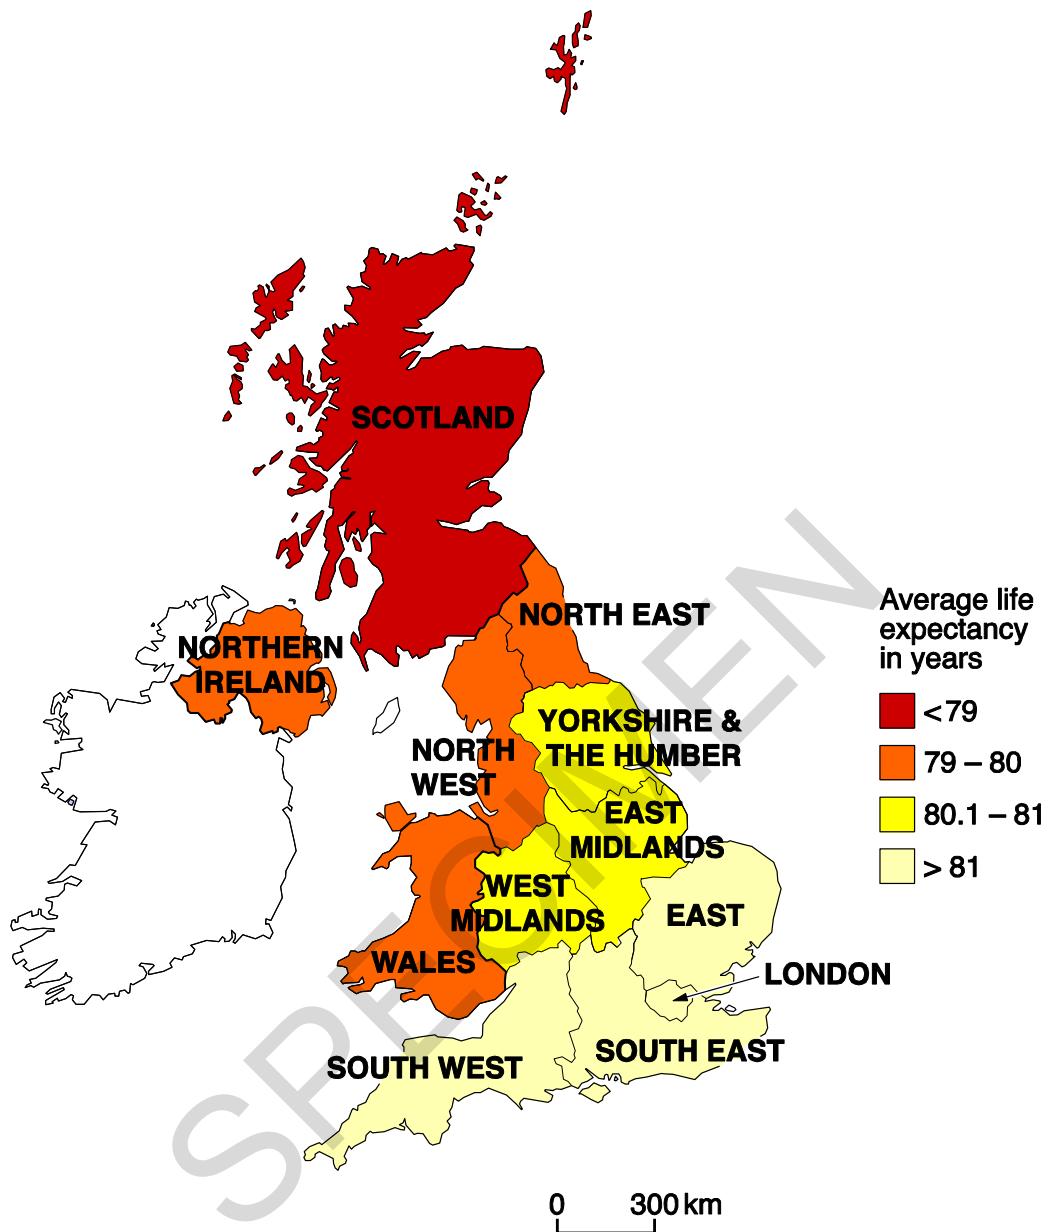 SCOTLAND
NORTH EAST
NORTHERN
IRELAND
YORKSHIRE &
THE HUMBER
NORTH
WEST
EAST
MIDLANDS
WEST
MIDLANDS
EAST
WALES
LONDON
SOUTH EAST
SOUTH WEST
Average life
expectancy
in years
<79
79 – 80
80.1 – 81
> 81
0 300 km
SPECIMEN